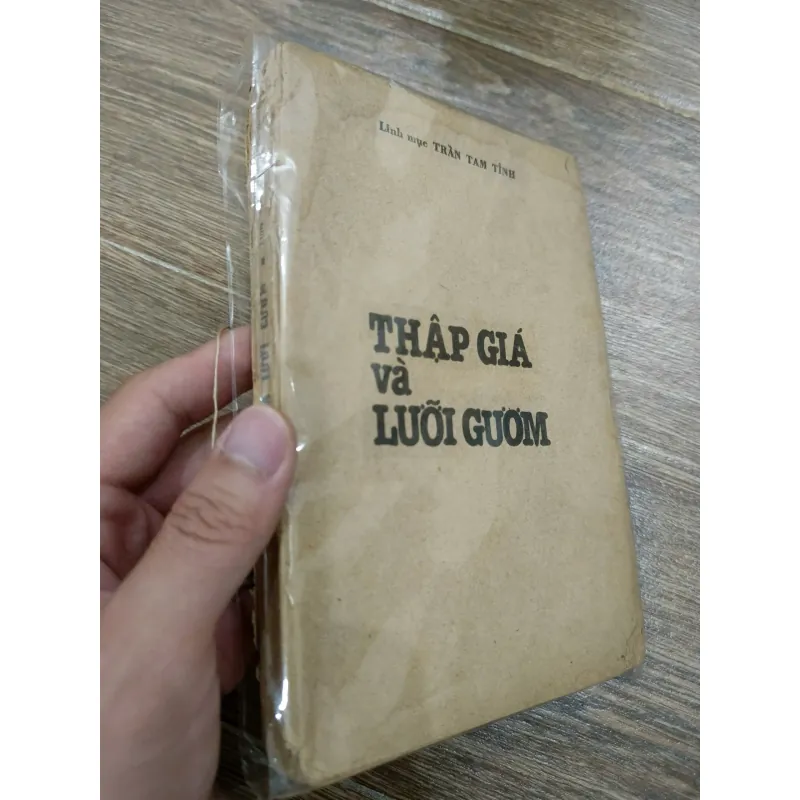 Linh mục TRẦN TAM TỈNH
THẬP GIÁ
và
LƯỠI GƯƠM